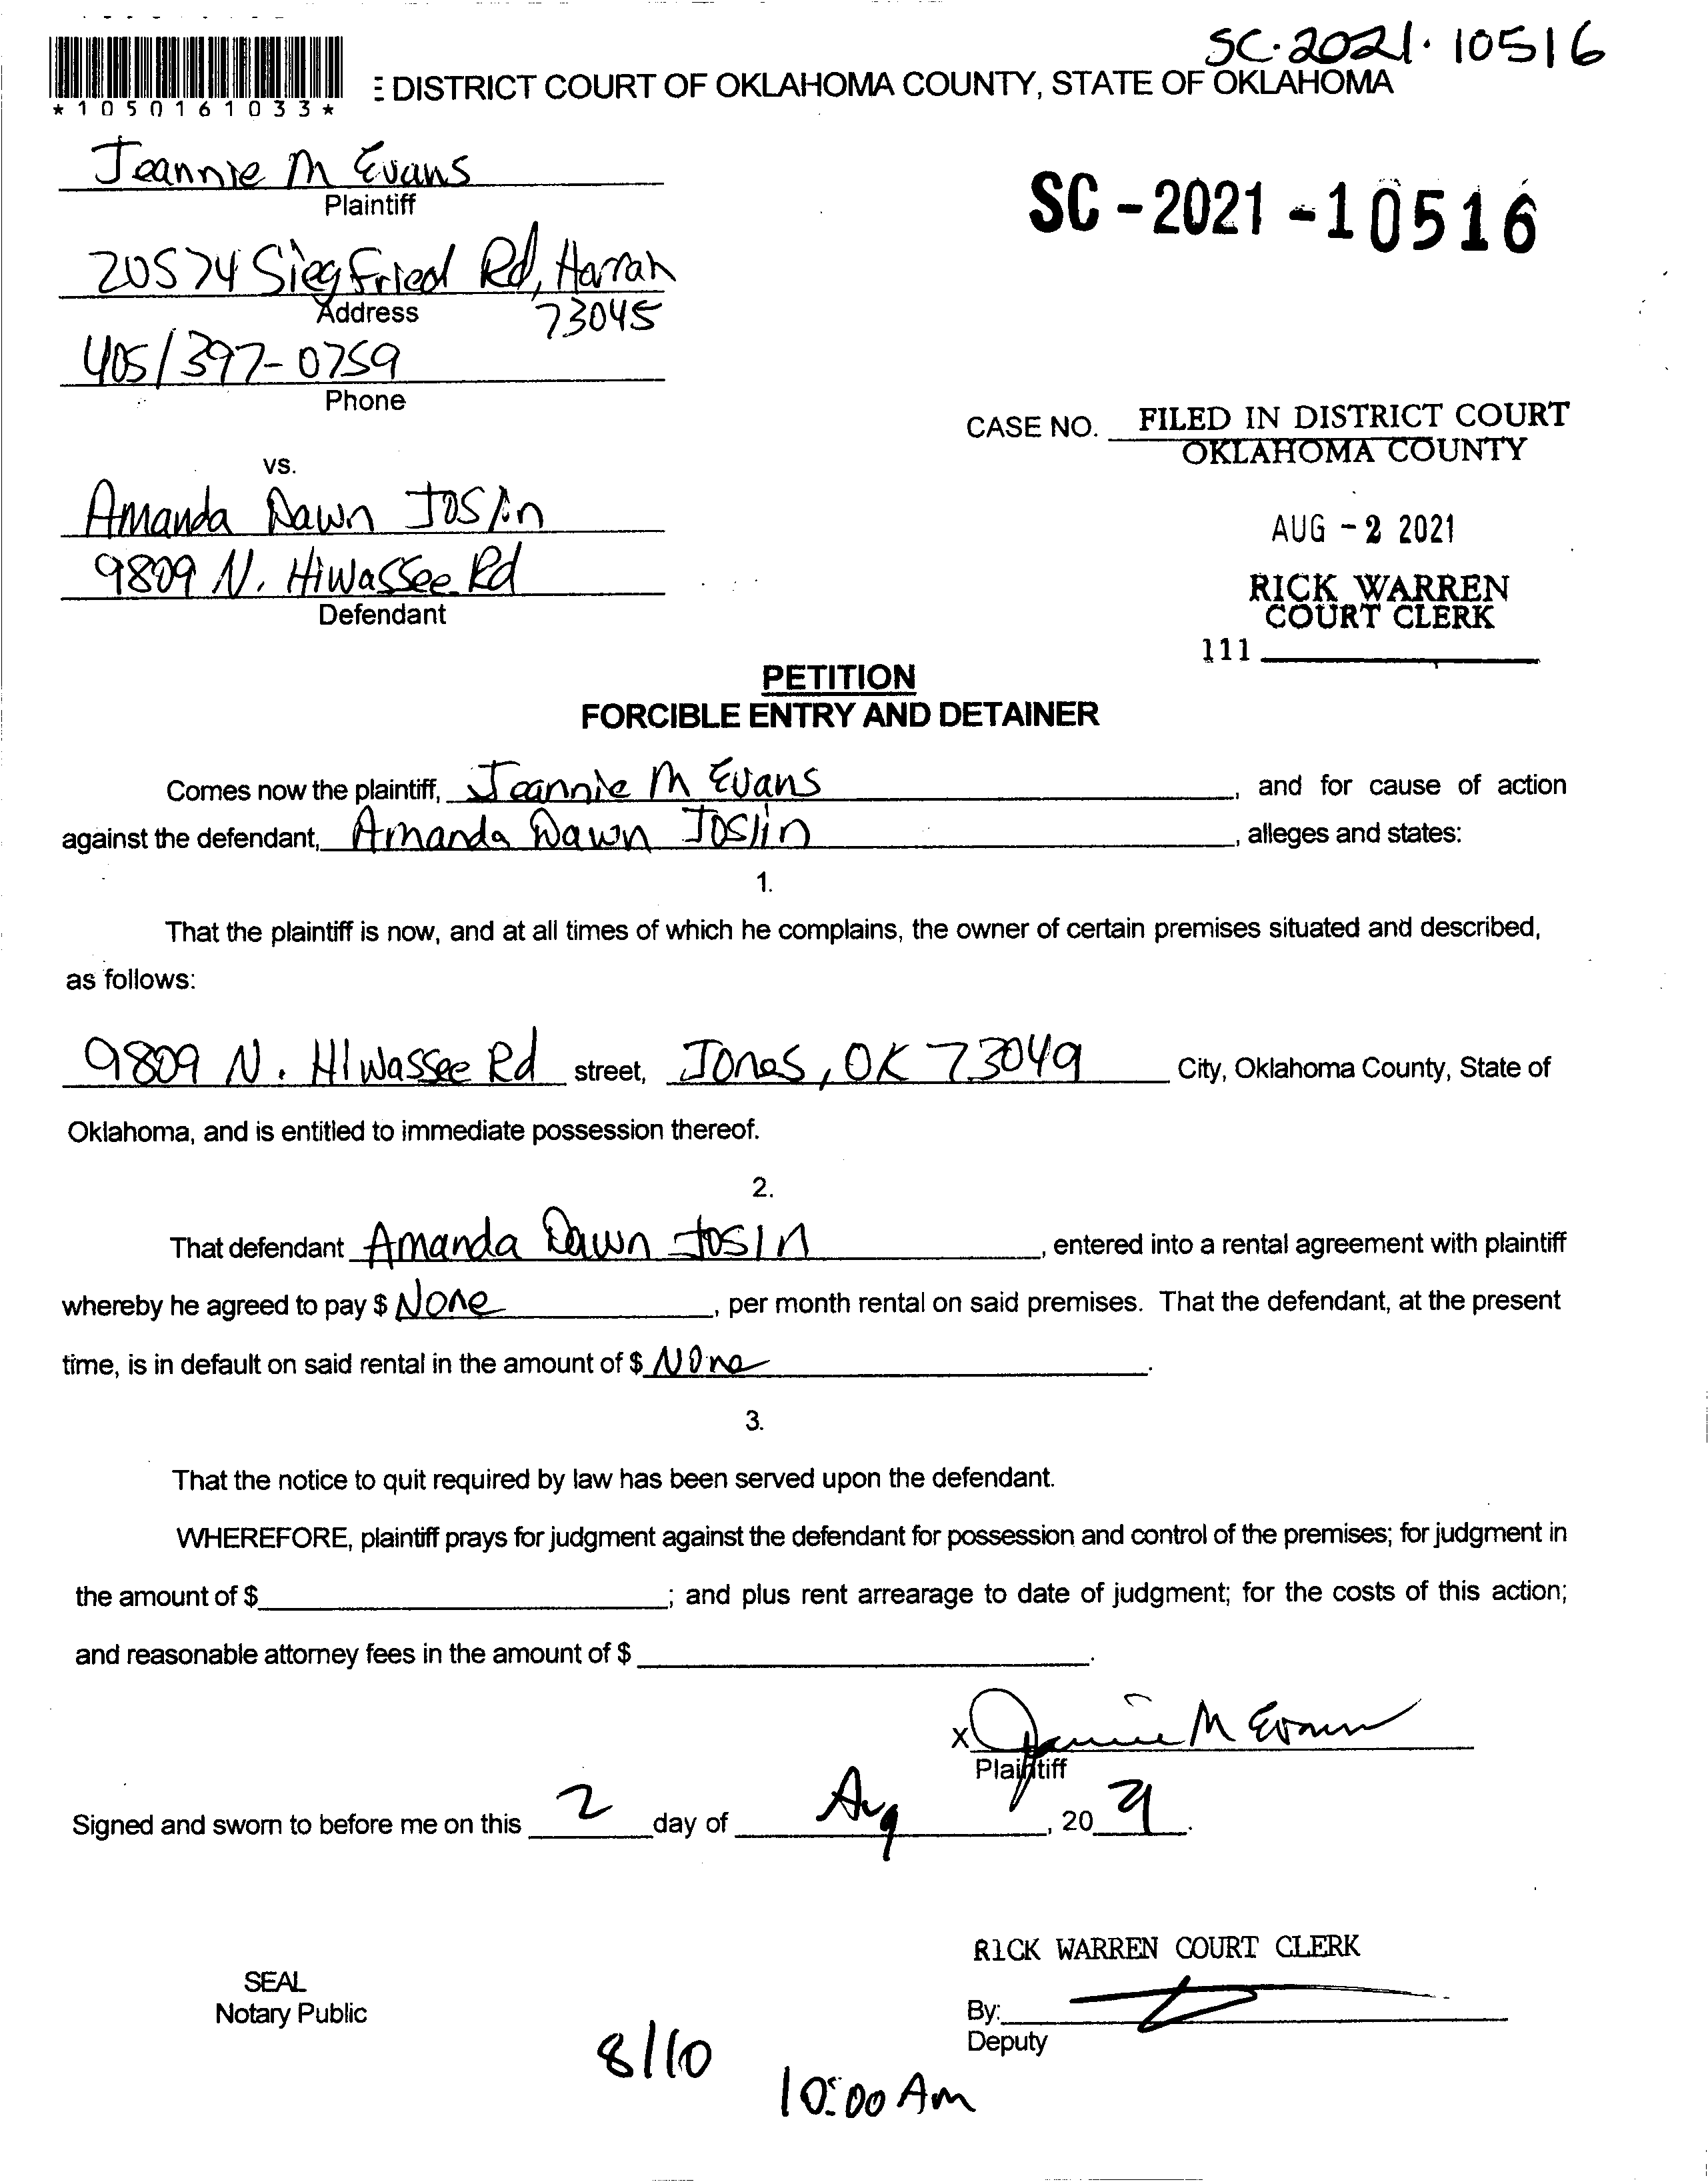 SC-2021-10516
*1050161033*
E DISTRICT COURT OF OKLAHOMA COUNTY, STATE OF OKLAHOMA
Jeannie M Evans
Plaintiff
SC-2021-10516
20574 Siegfried Rd, Harrah
Address 73045
405/397-0759
Phone
CASE NO. FILED IN DISTRICT COURT
OKLAHOMA COUNTY
vs.
Amanda Dawn Joslin
AUG -2 2021
9809 N. Hiwassee Rd
Defendant
RICK WARREN
COURT CLERK
111
PETITION
FORCIBLE ENTRY AND DETAINER
Comes now the plaintiff, Jeannie M Evans, and for cause of action
against the defendant, Amanda Dawn Joslin, alleges and states:
1.
That the plaintiff is now, and at all times of which he complains, the owner of certain premises situated and described,
as follows:
9809 N. Hiwassee Rd street, Jones, OK 73049 City, Oklahoma County, State of
Oklahoma, and is entitled to immediate possession thereof.
2.
That defendant Amanda Dawn Joslin, entered into a rental agreement with plaintiff
whereby he agreed to pay $ None, per month rental on said premises. That the defendant, at the present
time, is in default on said rental in the amount of $ None.
3.
That the notice to quit required by law has been served upon the defendant.
WHEREFORE, plaintiff prays for judgment against the defendant for possession and control of the premises; for judgment in
the amount of $ ; and plus rent arrearage to date of judgment; for the costs of this action;
and reasonable attorney fees in the amount of $ .
X Jeannie M Evans
Plaintiff
Signed and sworn to before me on this 2 day of Aug, 20 21.
RICK WARREN COURT CLERK
SEAL
Notary Public
By:
Deputy
8/10
10:00 Am